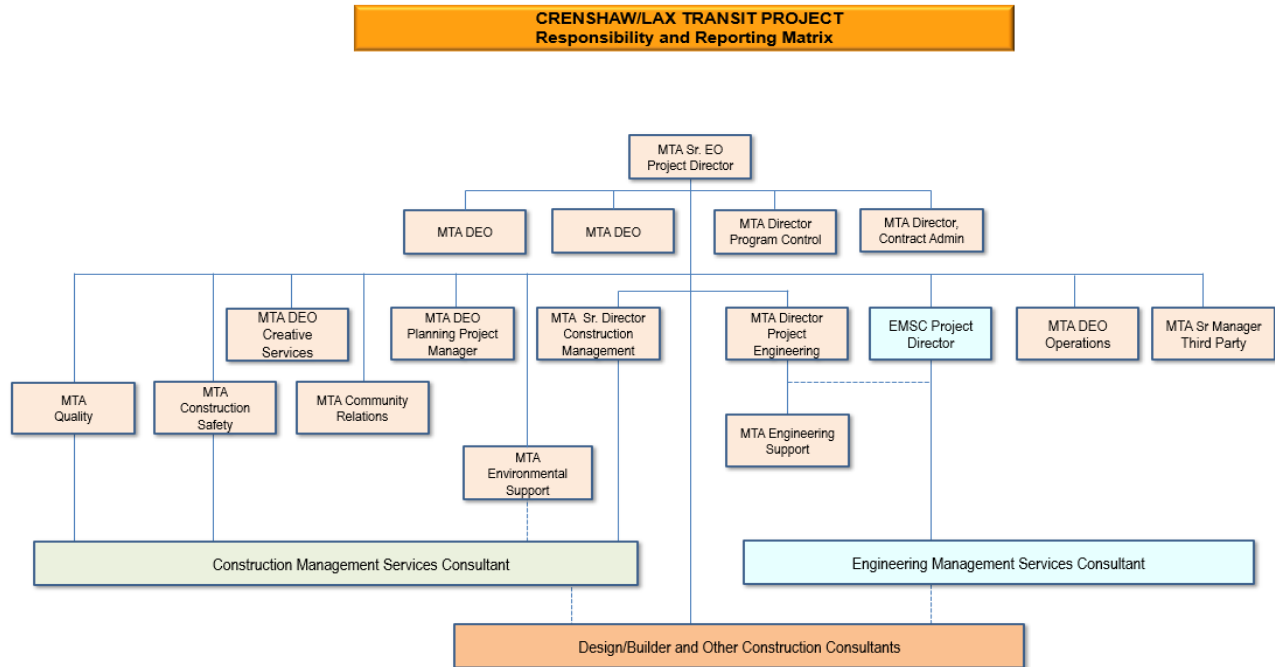 CRENSHAW/LAX TRANSIT PROJECT
Responsibility and Reporting Matrix
MTA Sr. EO
Project Director
MTA DEO
MTA DEO
MTA Director
Program Control
MTA Director,
Contract Admin
MTA DEO
Creative
Services
MTA DEO
Planning Project
Manager
MTA Sr. Director
Construction
Management
MTA Director
Project
Engineering
EMSC Project
Director
MTA DEO
Operations
MTA Sr Manager
Third Party
MTA
Quality
MTA
Construction
Safety
MTA Community
Relations
MTA Engineering
Support
MTA
Environmental
Support
Construction Management Services Consultant
Engineering Management Services Consultant
Design/Builder and Other Construction Consultants